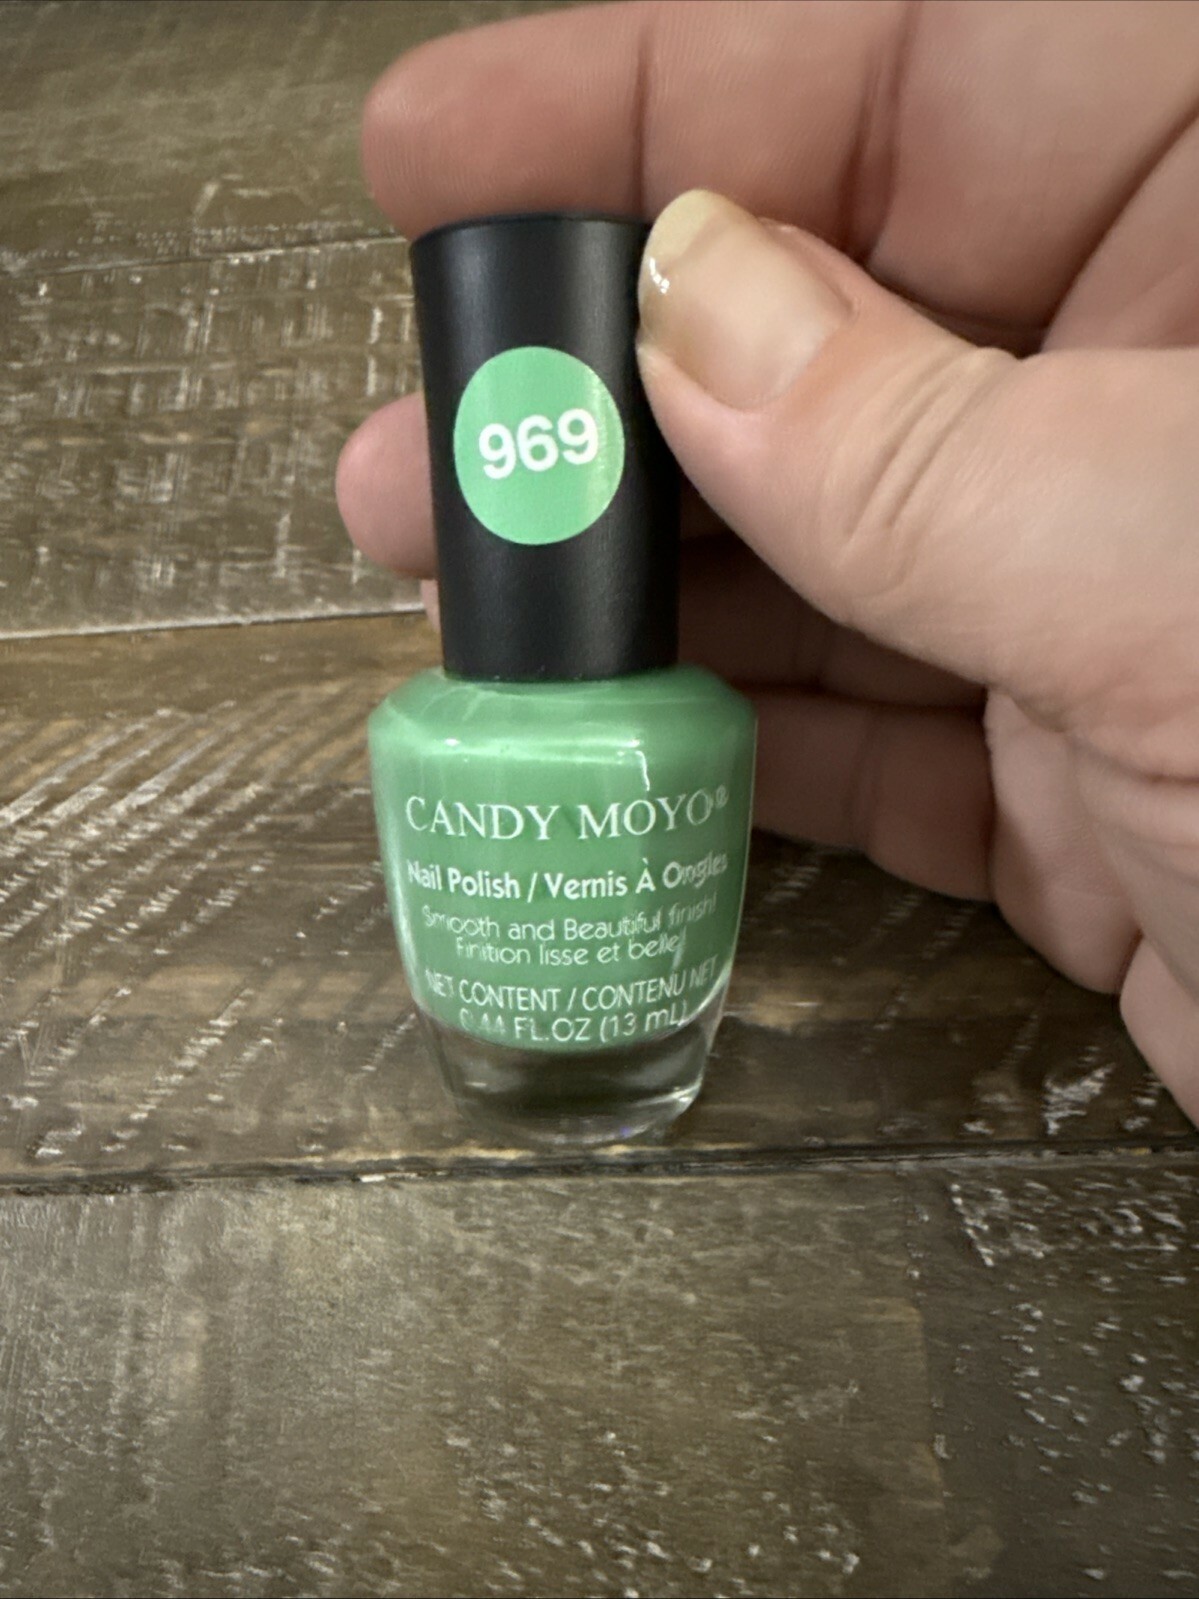 969
CANDY MOYO®
Nail Polish / Vernis À Ongles
Smooth and Beautiful finish!
Finition lisse et belle!
NET CONTENT / CONTENU NET
0.44 FL.OZ (13 mL)